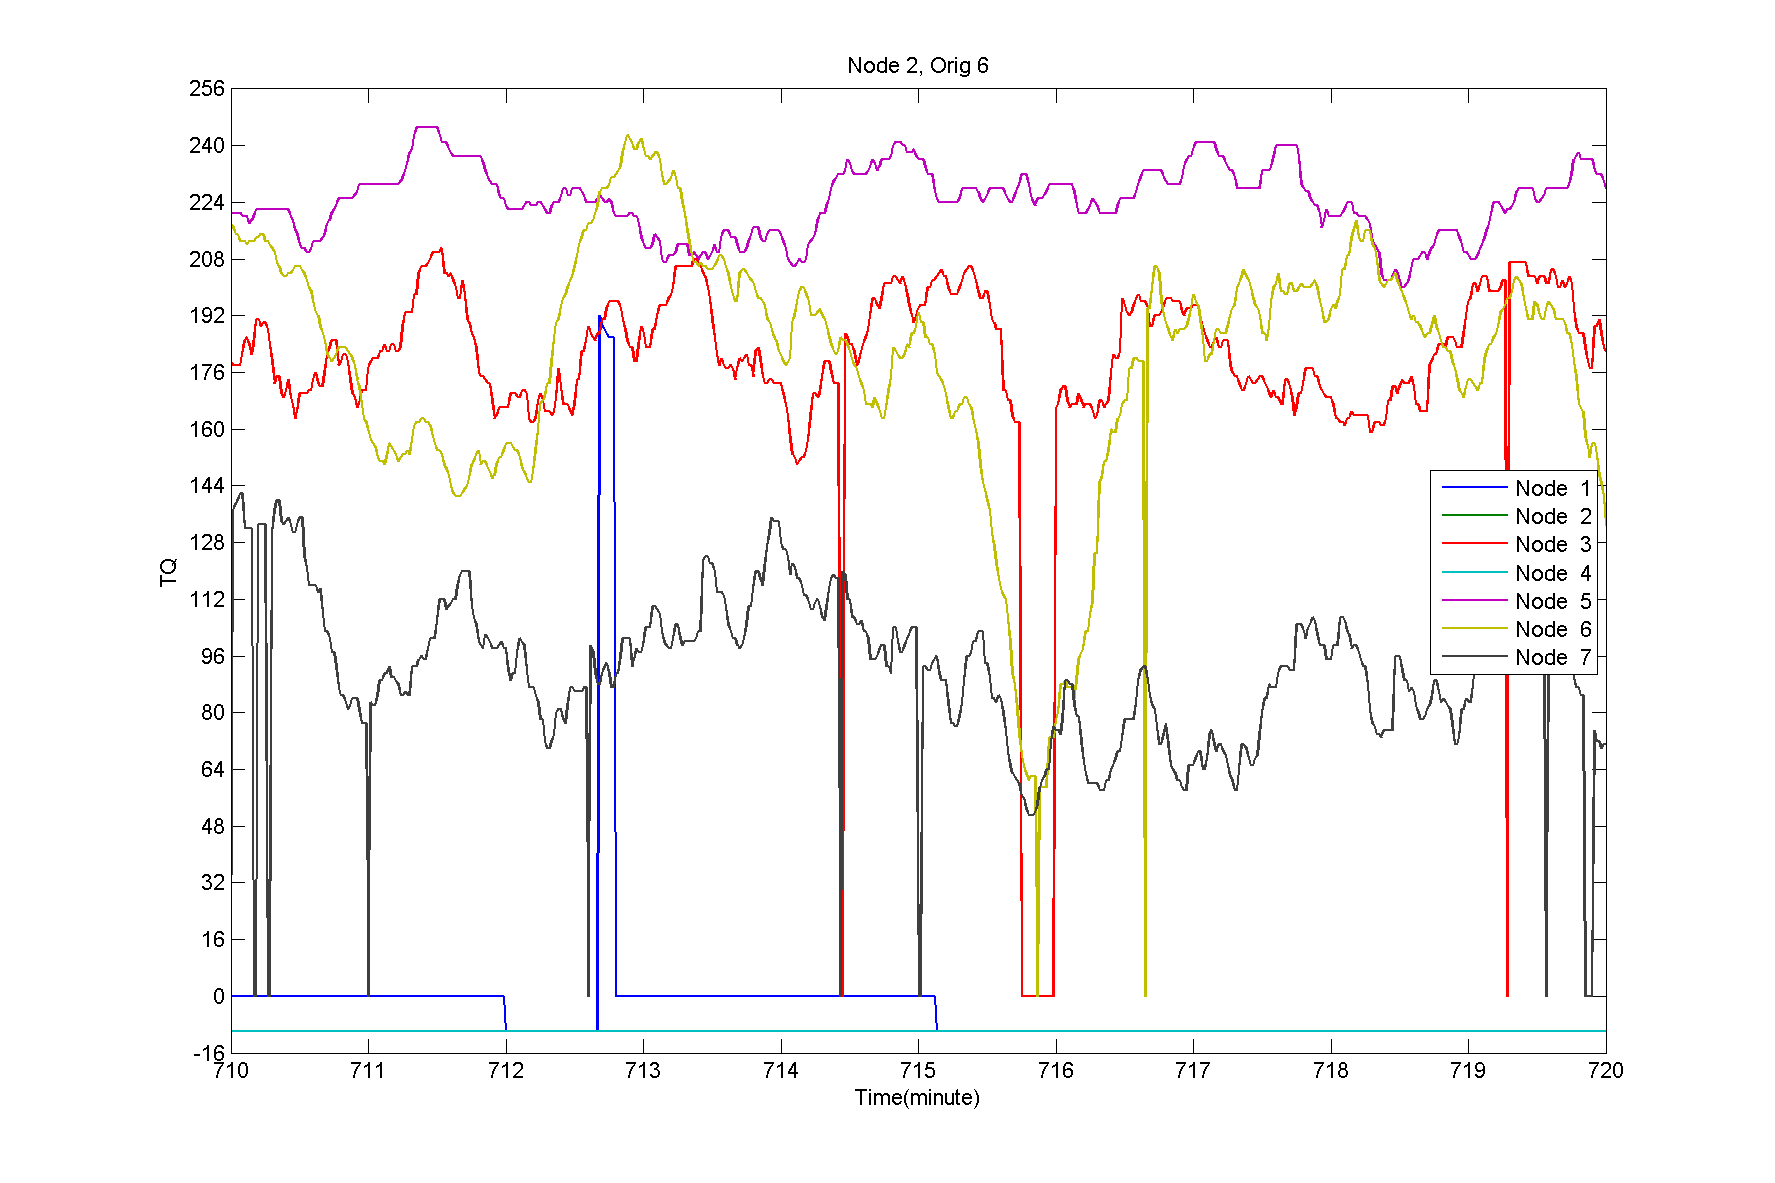 Node 2, Orig 6
256
240
224
208
192
176
160
144
128
112
96
80
64
48
32
16
0
-16
TQ
Node 1
Node 2
Node 3
Node 4
Node 5
Node 6
Node 7
710 711 712 713 714 715 716 717 718 719 720
Time(minute)